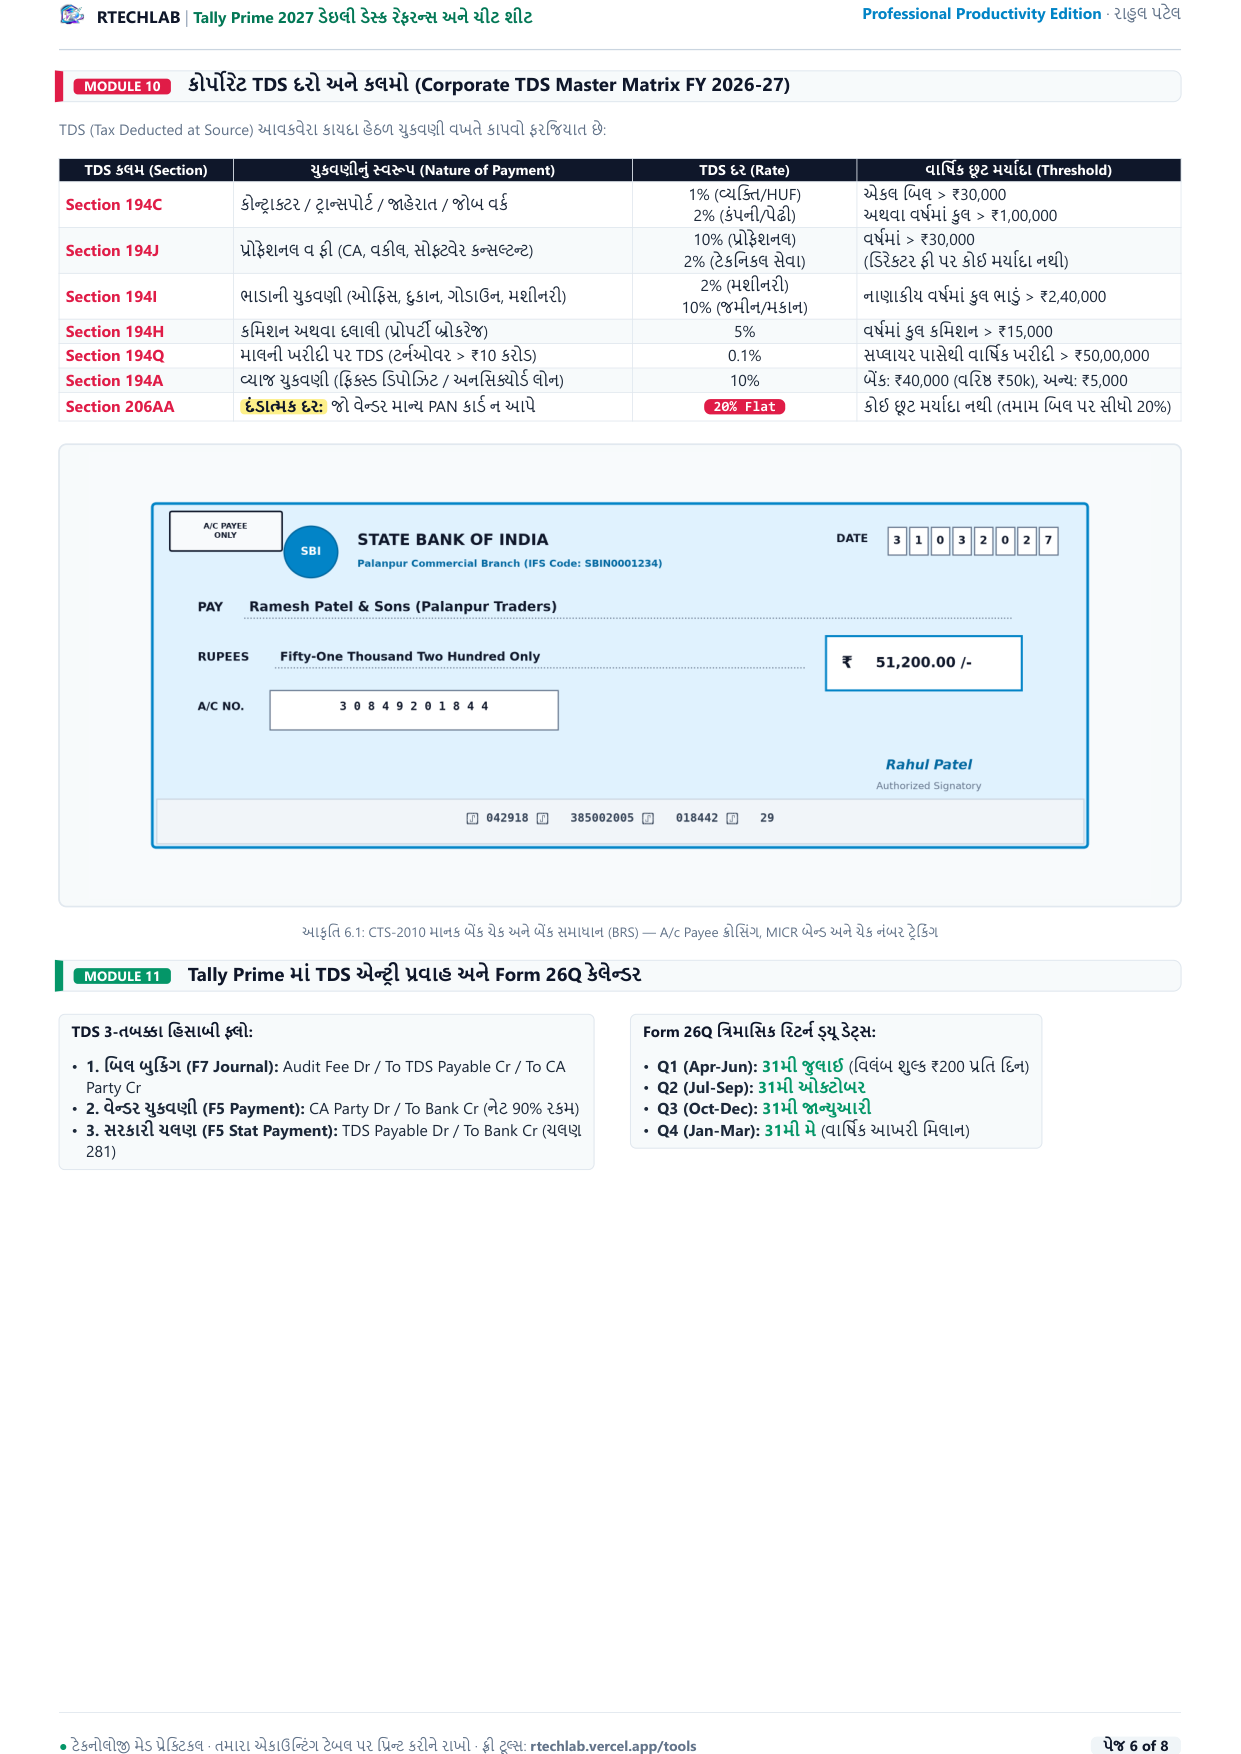 RTECHLAB | Tally Prime 2027 ડેઇલી ડેસ્ક રેફરન્સ અને ચીટ શીટ
Professional Productivity Edition · રાહુલ પટેલ
MODULE 10 કોર્પોરેટ TDS દરો અને કલમો (Corporate TDS Master Matrix FY 2026-27)
TDS (Tax Deducted at Source) આવકવેરા કાયદા હેઠળ ચુકવણી વખતે કાપવો ફરજિયાત છે:
TDS કલમ (Section) ચુકવણીનું સ્વરૂપ (Nature of Payment) TDS દર (Rate) વાર્ષિક છૂટ મર્યાદા (Threshold)
Section 194C કોન્ટ્રાક્ટર / ટ્રાન્સપોર્ટ / જાહેરાત / જોબ વર્ક 1% (વ્યક્તિ/HUF) એકલ બિલ > ₹30,000
2% (કંપની/પેઢી) અથવા વર્ષમાં કુલ > ₹1,00,000
Section 194J પ્રોફેશનલ વ ફી (CA, વકીલ, સોફ્ટવેર કન્સલ્ટન્ટ) 10% (પ્રોફેશનલ) વર્ષમાં > ₹30,000
2% (ટેકનિકલ સેવા) (ડિરેક્ટર ફી પર કોઈ મર્યાદા નથી)
Section 194I ભાડાની ચુકવણી (ઓફિસ, દુકાન, ગોડાઉન, મશીનરી) 2% (મશીનરી) નાણાકીય વર્ષમાં કુલ ભાડું > ₹2,40,000
10% (જમીન/મકાન)
Section 194H કમિશન અથવા દલાલી (પ્રોપર્ટી બ્રોકરેજ) 5% વર્ષમાં કુલ કમિશન > ₹15,000
Section 194Q માલની ખરીદી પર TDS (ટર્નઓવર > ₹10 કરોડ) 0.1% સપ્લાયર પાસેથી વાર્ષિક ખરીદી > ₹50,00,000
Section 194A વ્યાજ ચુકવણી (ફિક્સ્ડ ડિપોઝિટ / અનસિક્યોર્ડ લોન) 10% બેંક: ₹40,000 (વરિષ્ઠ ₹50k), અન્ય: ₹5,000
Section 206AA દંડાત્મક દર: જો વેન્ડર માન્ય PAN કાર્ડ ન આપે 20% Flat કોઈ છૂટ મર્યાદા નથી (તમામ બિલ પર સીધો 20%)
A/C PAYEE
ONLY
SBI
STATE BANK OF INDIA
Palanpur Commercial Branch (IFS Code: SBIN0001234)
DATE 3 1 0 3 2 0 2 7
PAY Ramesh Patel & Sons (Palanpur Traders)
RUPEES Fifty-One Thousand Two Hundred Only
₹ 51,200.00 /-
A/C NO. 3 0 8 4 9 2 0 1 8 4 4
Rahul Patel
Authorized Signatory
042918 385002005 018442 29
આકૃતિ 6.1: CTS-2010 માનક બેંક ચેક અને બેંક સમાધાન (BRS) — A/c Payee ક્રોસિંગ, MICR બેન્ડ અને ચેક નંબર ટ્રેકિંગ
MODULE 11 Tally Prime માં TDS એન્ટ્રી પ્રવાહ અને Form 26Q કેલેન્ડર
TDS 3-તબક્કા હિસાબી ફ્લો:
• 1. બિલ બુકિંગ (F7 Journal): Audit Fee Dr / To TDS Payable Cr / To CA
Party Cr
• 2. વેન્ડર ચુકવણી (F5 Payment): CA Party Dr / To Bank Cr (નેટ 90% રકમ)
• 3. સરકારી ચલણ (F5 Stat Payment): TDS Payable Dr / To Bank Cr (ચલણ
281)
Form 26Q ત્રિમાસિક રિટર્ન ડ્યૂ ડેટ્સ:
• Q1 (Apr-Jun): 31મી જુલાઈ (વિલંબ શુલ્ક ₹200 પ્રતિ દિન)
• Q2 (Jul-Sep): 31મી ઓક્ટોબર
• Q3 (Oct-Dec): 31મી જાન્યુઆરી
• Q4 (Jan-Mar): 31મી મે (વાર્ષિક આખરી મિલાન)
● ટેકનોલોજી મેડ પ્રેક્ટિકલ · તમારા એકાઉન્ટિંગ ટેબલ પર પ્રિન્ટ કરીને રાખો · ફ્રી ટૂલ્સ: rtechlab.vercel.app/tools
પેજ 6 of 8